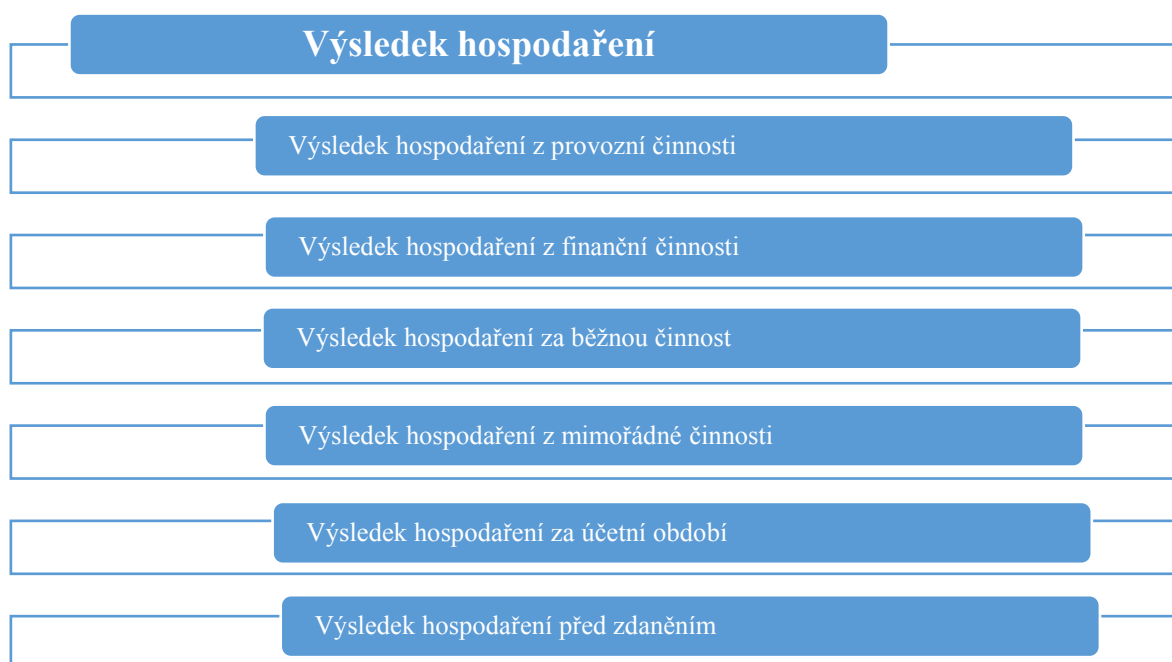 Výsledek hospodaření
Výsledek hospodaření z provozní činnosti
Výsledek hospodaření z finanční činnosti
Výsledek hospodaření za běžnou činnost
Výsledek hospodaření z mimořádné činnosti
Výsledek hospodaření za účetní období
Výsledek hospodaření před zdaněním